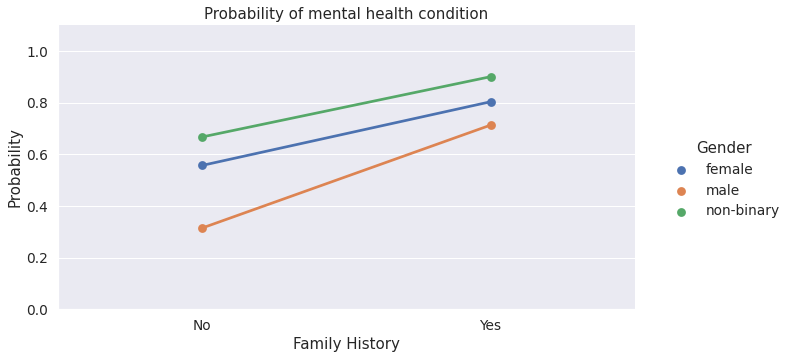 Probability of mental health condition
1.0
0.8
0.6
0.4
0.2
0.0
Probability
No
Yes
Family History
Gender
female
male
non-binary